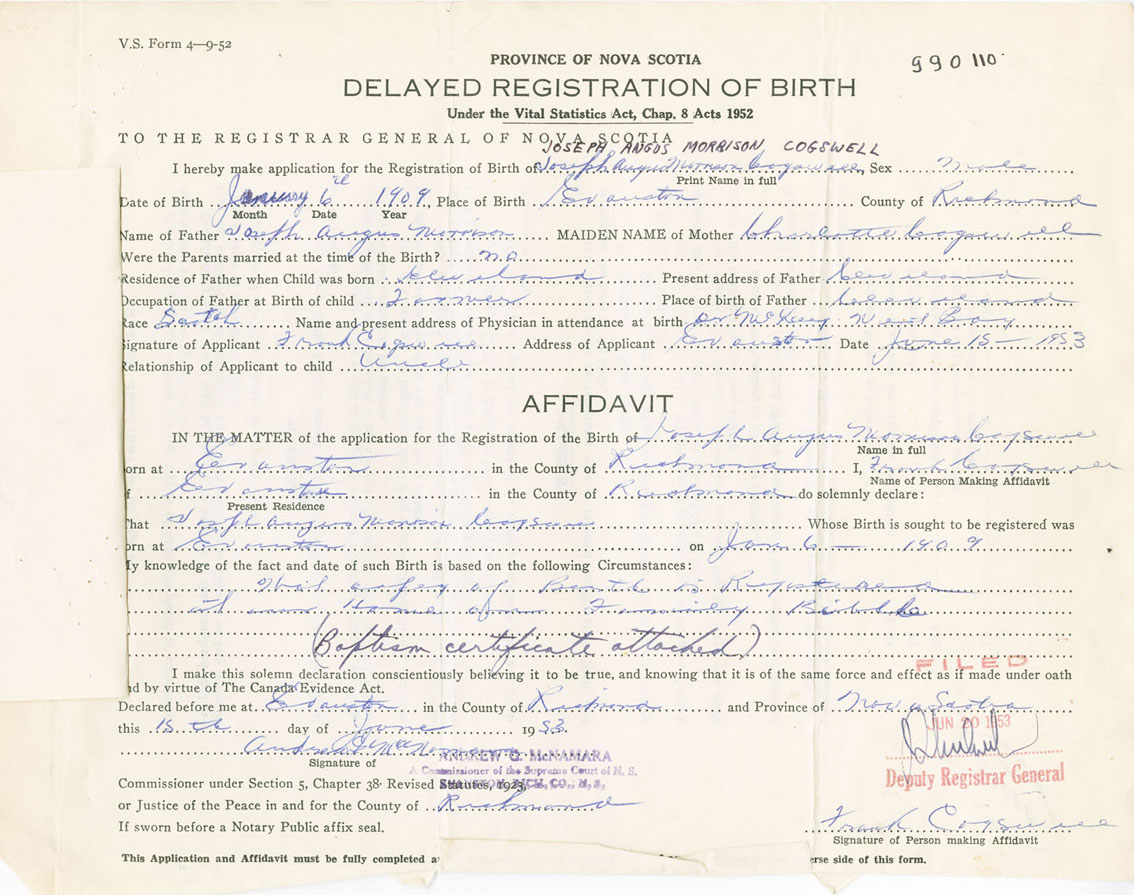 V.S. Form 4—9-52
990 110
PROVINCE OF NOVA SCOTIA
DELAYED REGISTRATION OF BIRTH
Under the Vital Statistics Act, Chap. 8 Acts 1952
TO THE REGISTRAR GENERAL OF NOVA SCOTIA
JOSEPH ANGUS MORRISON COGSWELL
I hereby make application for the Registration of Birth of Joseph Angus Morrison Cogswell, Sex Male
Print Name in full
Date of Birth January 6 1909, Place of Birth Evanston County of Richmond
Month Date Year
Name of Father Joseph Angus Morrison MAIDEN NAME of Mother Charlotte Cogswell
Were the Parents married at the time of the Birth? no
Residence of Father when Child was born Cleveland Present address of Father Cleveland
Occupation of Father at Birth of child Farmer Place of birth of Father Cleveland
Race Name and present address of Physician in attendance at birth Dr McKay
Signature of Applicant Frank Cogswell Address of Applicant Evanston Date June 15 — 1953
Relationship of Applicant to child Uncle
AFFIDAVIT
IN THE MATTER of the application for the Registration of the Birth of Joseph Angus Morrison Cogswell
Name in full
orn at Evanston in the County of Richmond I, Frank Cogswell
Name of Person Making Affidavit
f Evanston in the County of Richmond do solemnly declare:
Present Residence
That Joseph Angus Morrison Cogswell Whose Birth is sought to be registered was
orn at Evanston on Jan 6 — 1909
My knowledge of the fact and date of such Birth is based on the following Circumstances:
of Birth is
at Home Family
(Baptism certificate attached)
FILED
I make this solemn declaration conscientiously believing it to be true, and knowing that it is of the same force and effect as if made under oath
nd by virtue of The Canada Evidence Act.
Declared before me at Evanston in the County of Richmond and Province of Nova Scotia
JUN 20 1953
this 15th day of June 1953.
Andrew G McNamara
ANDREW G. McNAMARA
Signature of
A Commissioner of the Supreme Court of N. S.
Deputy Registrar General
Commissioner under Section 5, Chapter 38 Revised Statutes, 1923,
EVANSTON, RICH. CO., N. S.
or Justice of the Peace in and for the County of Richmond
If sworn before a Notary Public affix seal.
Frank Cogswell
Signature of Person making Affidavit
This Application and Affidavit must be fully completed a
erse side of this form.